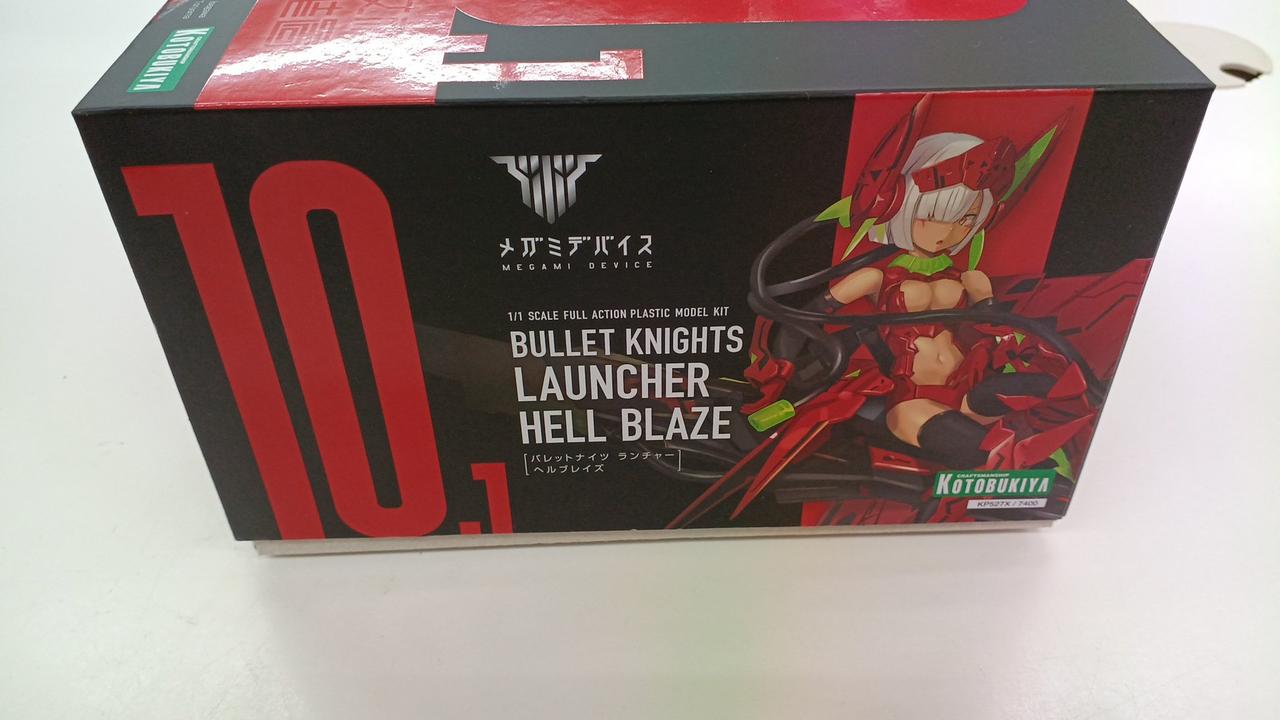 KOTOBUKIYA
10.1
メガミデバイス
MEGAMI DEVICE
1/1 SCALE FULL ACTION PLASTIC MODEL KIT
BULLET KNIGHTS
LAUNCHER
HELL BLAZE
[バレットナイツ ランチャー
ヘルブレイズ]
CRAFTSMANSHIP
KOTOBUKIYA
KP527X / 7400